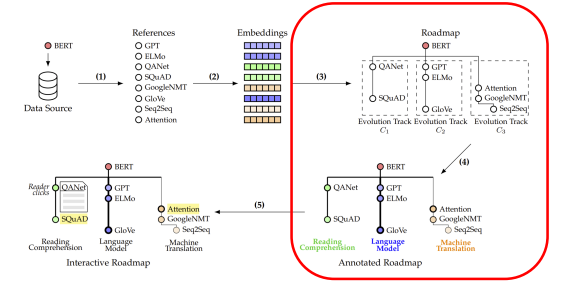 References
Embeddings
Roadmap
BERT
GPT
ELMo
QANet
SQuAD
GoogleNMT
GloVe
Seq2Seq
Attention
Data Source
(1)
(2)
(3)
BERT
QANet
GPT
ELMo
SQuAD
GloVe
Attention
GoogleNMT
Seq2Seq
Evolution Track
C1
Evolution Track
C2
Evolution Track
C3
(4)
BERT
Reader
clicks
QANet
GPT
ELMo
SQuAD
GloVe
Attention
GoogleNMT
Seq2Seq
Reading
Comprehension
Language
Model
Machine
Translation
Interactive Roadmap
(5)
BERT
QANet
GPT
ELMo
SQuAD
GloVe
Attention
GoogleNMT
Seq2Seq
Reading
Comprehension
Language
Model
Machine
Translation
Annotated Roadmap